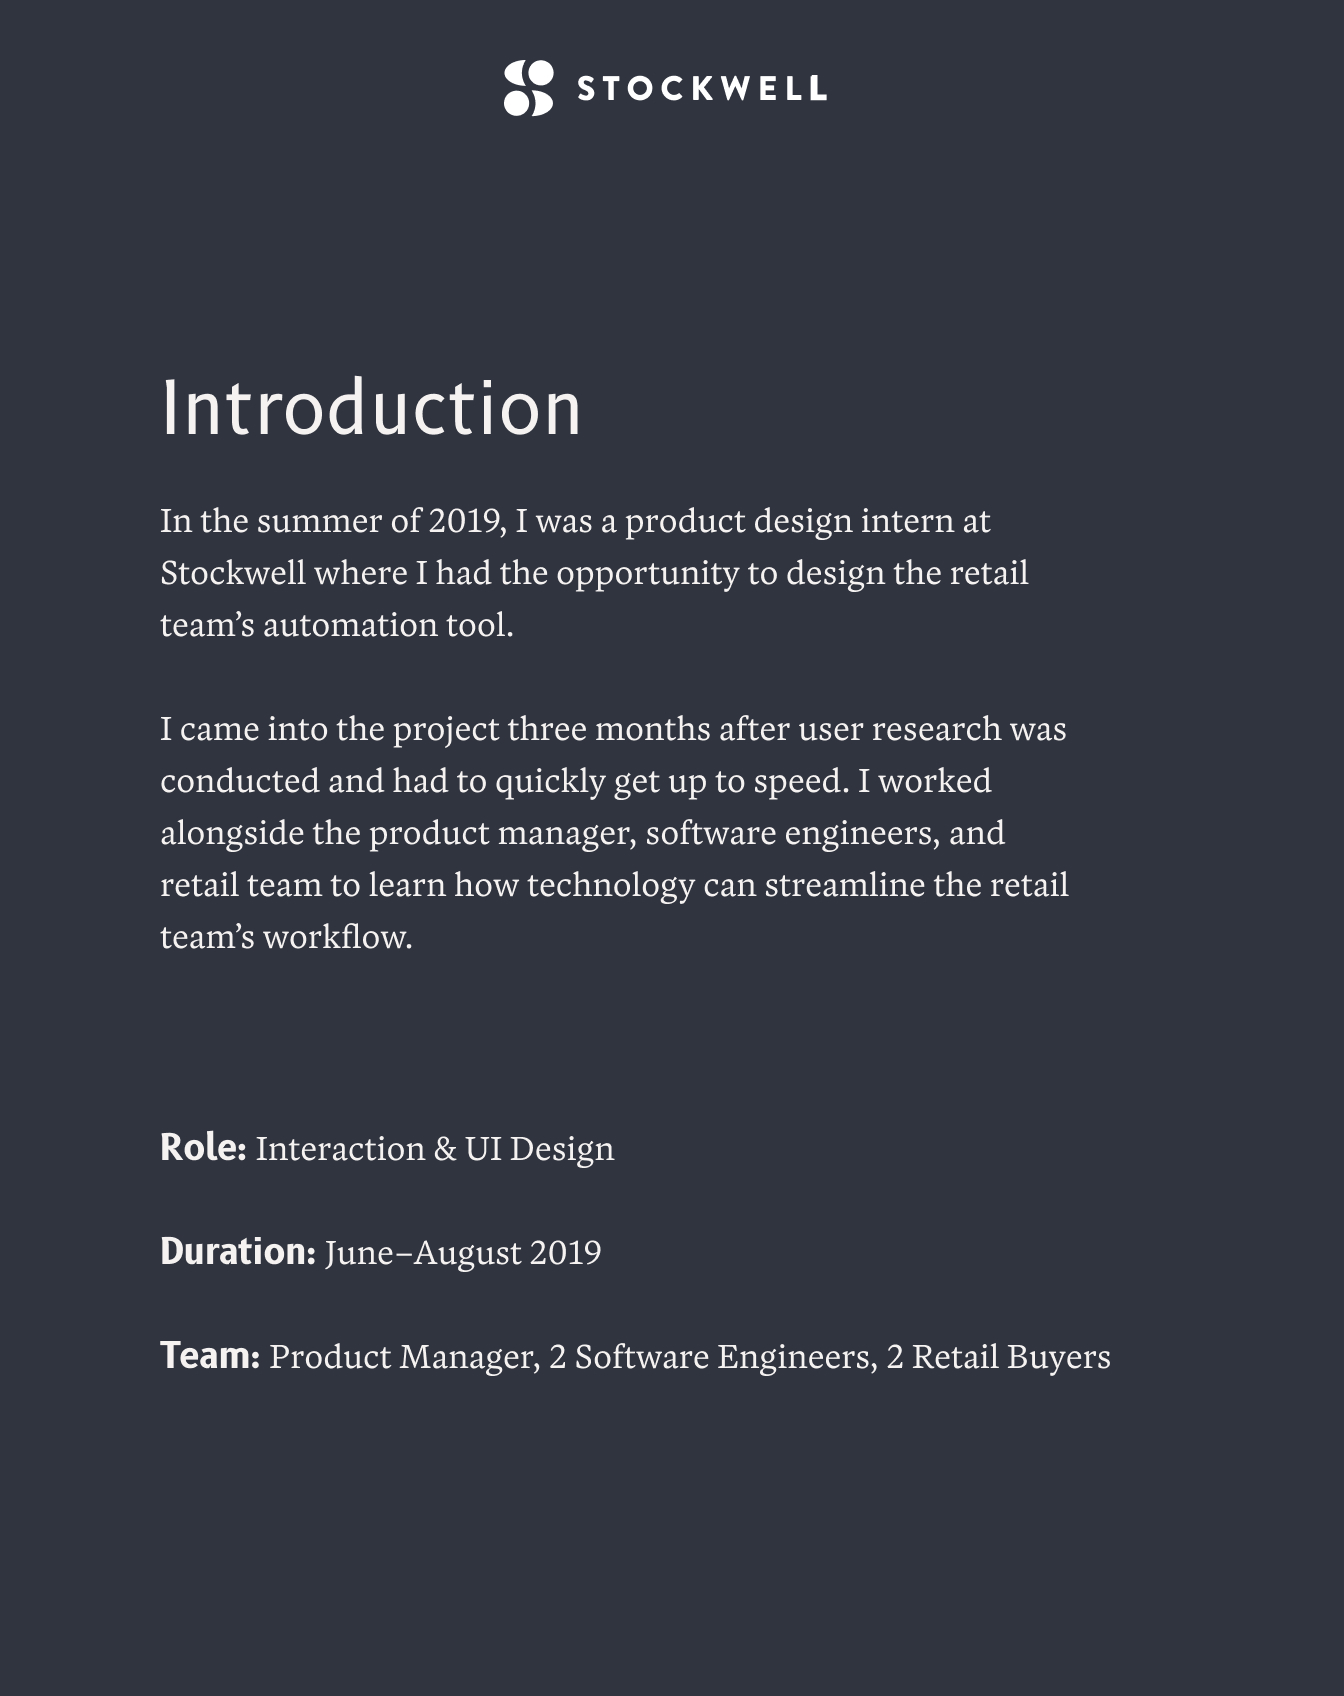 STOCKWELL
Introduction
In the summer of 2019, I was a product design intern at
Stockwell where I had the opportunity to design the retail
team’s automation tool.
I came into the project three months after user research was
conducted and had to quickly get up to speed. I worked
alongside the product manager, software engineers, and
retail team to learn how technology can streamline the retail
team’s workflow.
Role: Interaction & UI Design
Duration: June–August 2019
Team: Product Manager, 2 Software Engineers, 2 Retail Buyers